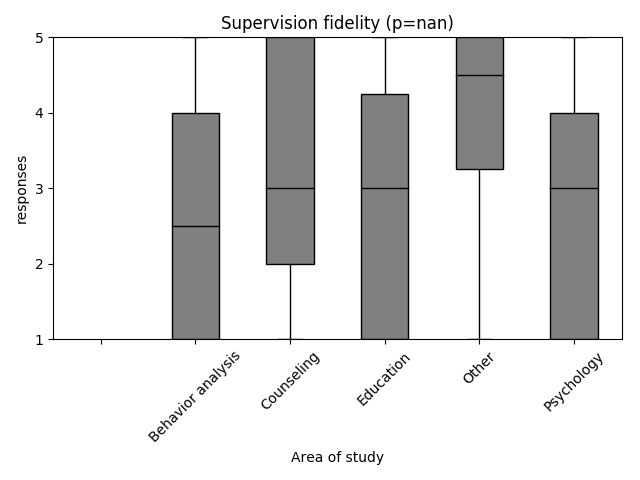 Supervision fidelity (p=nan)
5
4
3
2
1
responses
Behavior analysis
Counseling
Education
Other
Psychology
Area of study